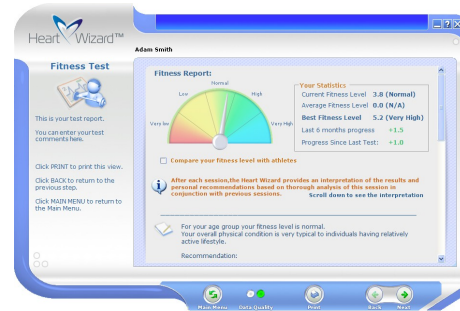 Heart Wizard™
Adam Smith
Fitness Test
This is your test report.
You can enter your test
comments here.
Click PRINT to print this view.
Click BACK to return to the
previous step.
Click MAIN MENU to return to
the Main Menu.
Fitness Report:
Normal
Low
High
Very low
Very High
Your Statistics
Current Fitness Level 3.8 (Normal)
Average Fitness Level 0.0 (N/A)
Best Fitness Level 5.2 (Very High)
Last 6 months progress +1.5
Progress Since Last Test: +1.0
Compare your fitness level with athletes
After each session,the Heart Wizard provides an interpretation of the results and
personal recommendations based on thorough analysis of this session in
conjunction with previous sessions. Scroll down to see the interpretation
For your age group your fitness level is normal.
Your overall physical condition is very typical to individuals having relatively
active lifestyle.
Recommendation:
Main Menu Data Quality Print Back Next